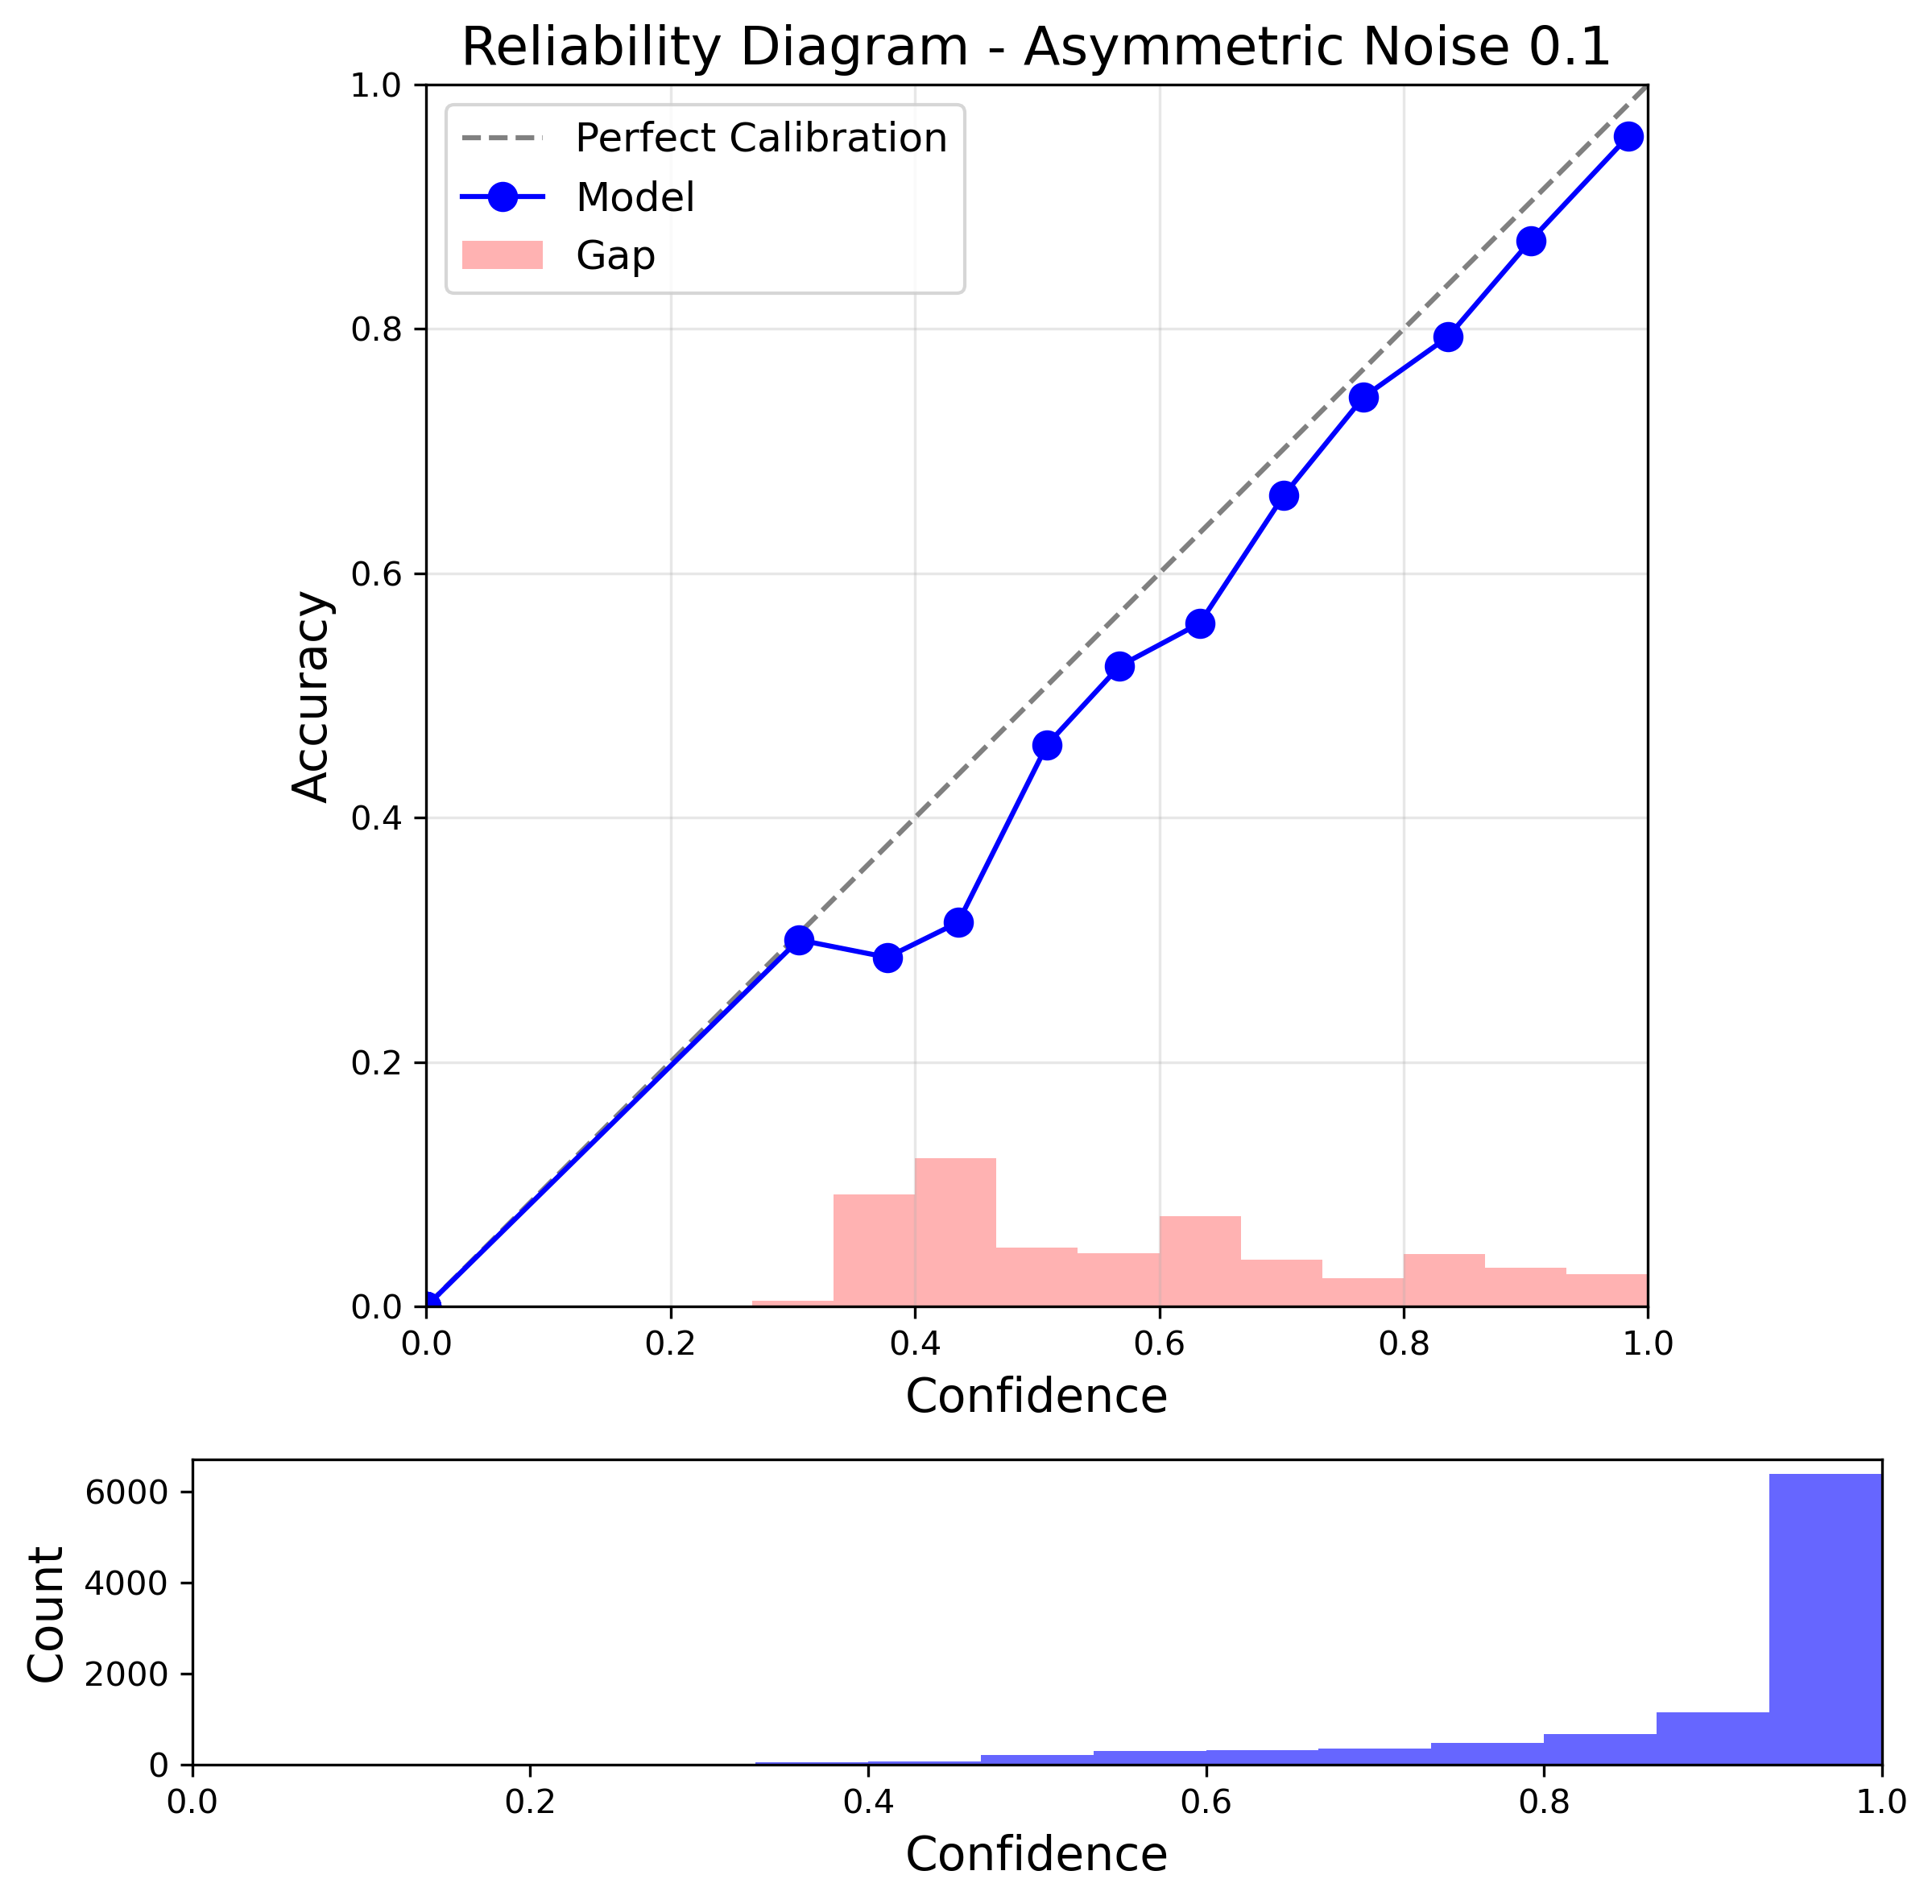 Reliability Diagram - Asymmetric Noise 0.1
Perfect Calibration
Model
Gap
1.0
0.8
0.6
0.4
0.2
0.0
Accuracy
0.0 0.2 0.4 0.6 0.8 1.0
Confidence
6000
4000
2000
0
Count
0.0 0.2 0.4 0.6 0.8 1.0
Confidence